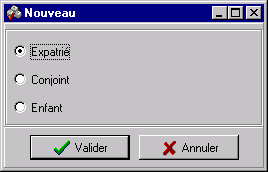 Nouveau
Expatrié
Conjoint
Enfant
Valider Annuler